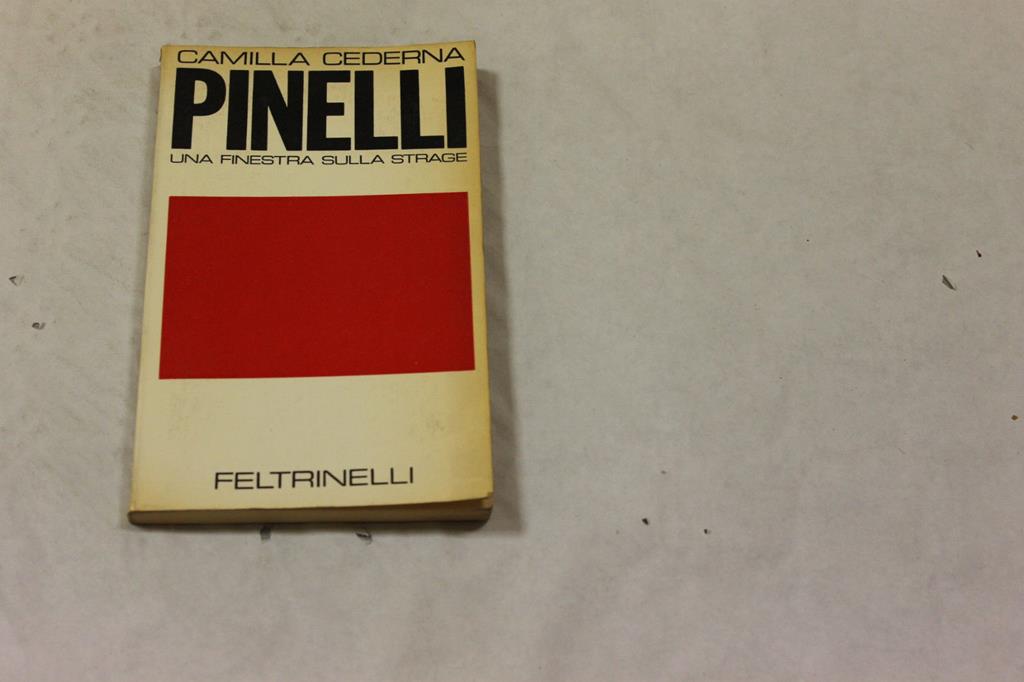 CAMILLA CEDERNA
PINELLI
UNA FINESTRA SULLA STRAGE
FELTRINELLI